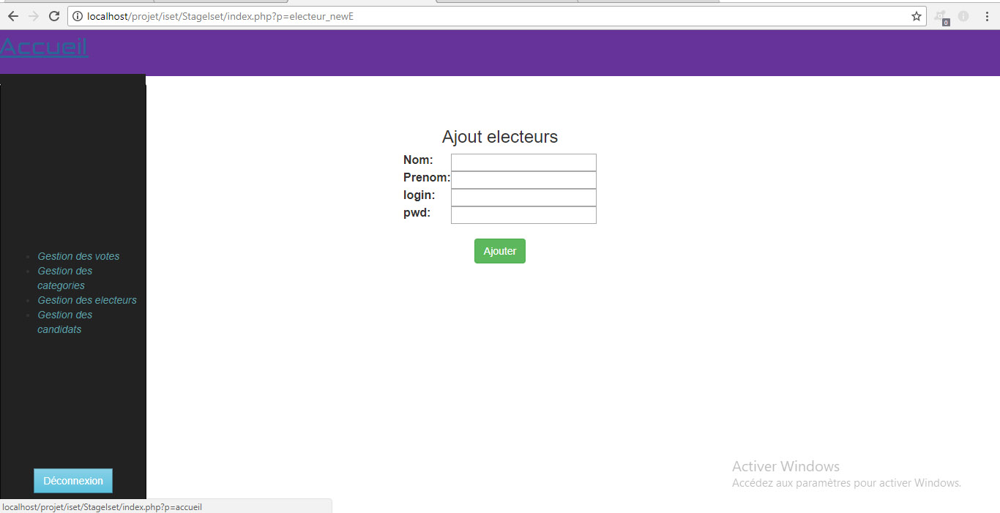 localhost/projet/iset/StageIset/index.php?p=electeur_newE
0
Accueil
Ajout electeurs
Nom:
Prenom:
login:
pwd:
Ajouter
Gestion des votes
Gestion des
categories
Gestion des electeurs
Gestion des
candidats
Déconnexion
Activer Windows
Accédez aux paramètres pour activer Windows.
localhost/projet/iset/StageIset/index.php?p=accueil